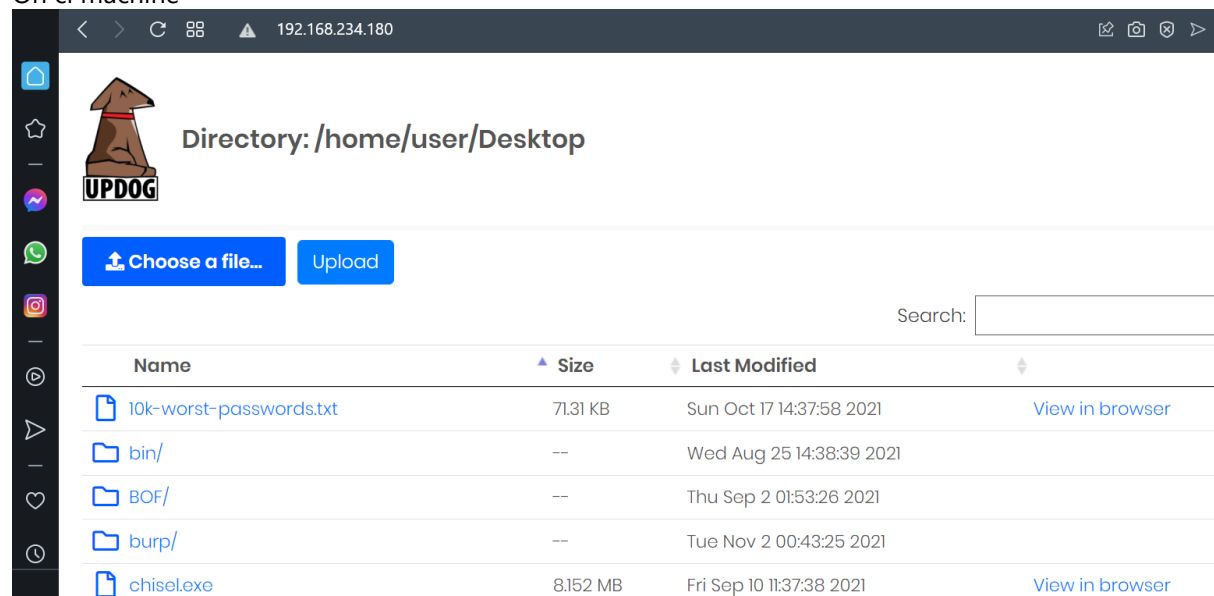 192.168.234.180
Directory: /home/user/Desktop
UPDOG
Choose a file...
Upload
Search:
Name Size Last Modified
10k-worst-passwords.txt 71.31 KB Sun Oct 17 14:37:58 2021 View in browser
bin/ -- Wed Aug 25 14:38:39 2021
BOF/ -- Thu Sep 2 01:53:26 2021
burp/ -- Tue Nov 2 00:43:25 2021
chisel.exe 8.152 MB Fri Sep 10 11:37:38 2021 View in browser